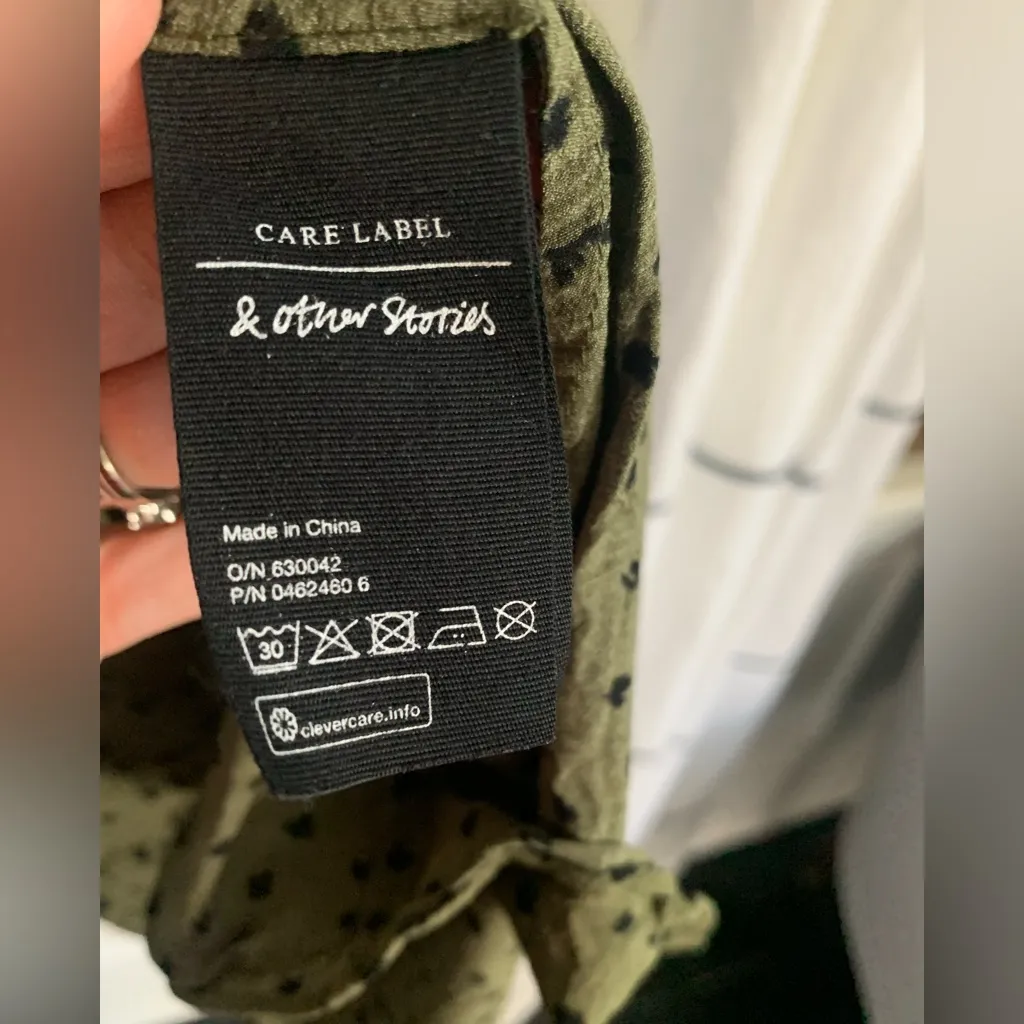 CARE LABEL
& other Stories
Made in China
O/N 630042
P/N 0462460 6
30
clevercare.info